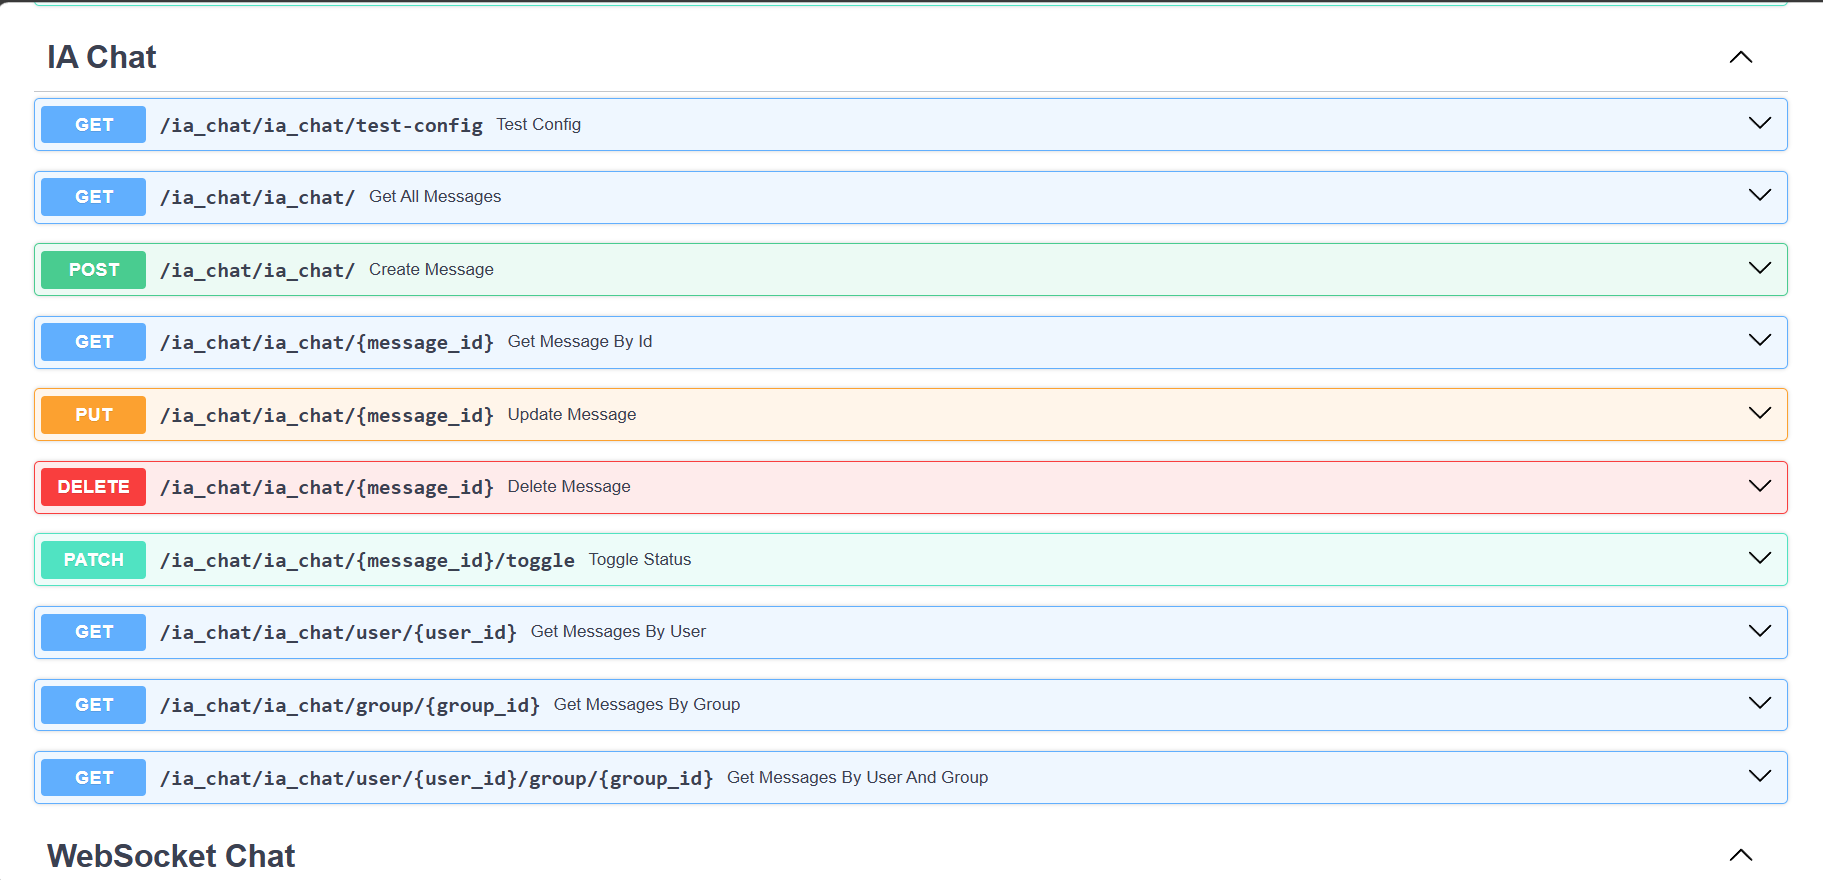 IA Chat
GET /ia_chat/ia_chat/test-config Test Config
GET /ia_chat/ia_chat/ Get All Messages
POST /ia_chat/ia_chat/ Create Message
GET /ia_chat/ia_chat/{message_id} Get Message By Id
PUT /ia_chat/ia_chat/{message_id} Update Message
DELETE /ia_chat/ia_chat/{message_id} Delete Message
PATCH /ia_chat/ia_chat/{message_id}/toggle Toggle Status
GET /ia_chat/ia_chat/user/{user_id} Get Messages By User
GET /ia_chat/ia_chat/group/{group_id} Get Messages By Group
GET /ia_chat/ia_chat/user/{user_id}/group/{group_id} Get Messages By User And Group
WebSocket Chat